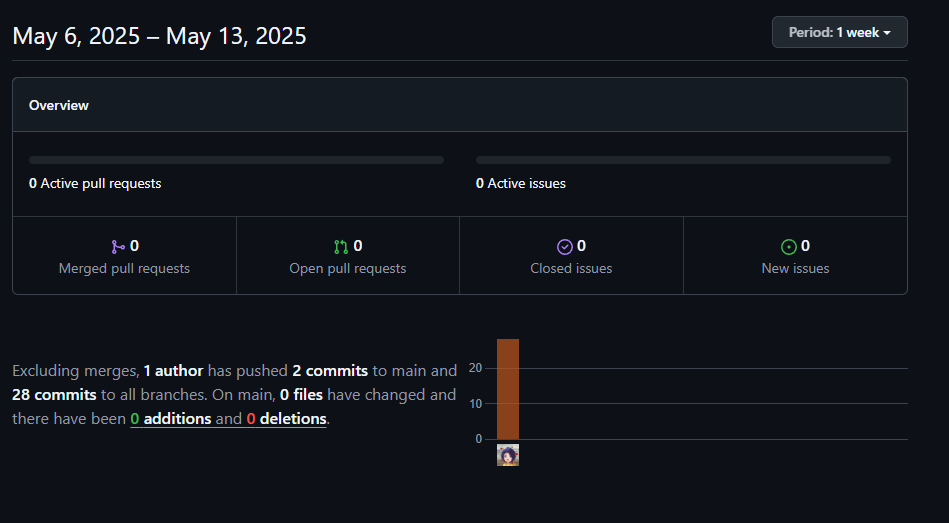 May 6, 2025 – May 13, 2025
Period: 1 week
Overview
0 Active pull requests
0 Active issues
0
Merged pull requests
0
Open pull requests
0
Closed issues
0
New issues
Excluding merges, 1 author has pushed 2 commits to main and
28 commits to all branches. On main, 0 files have changed and
there have been 0 additions and 0 deletions.
20
10
0